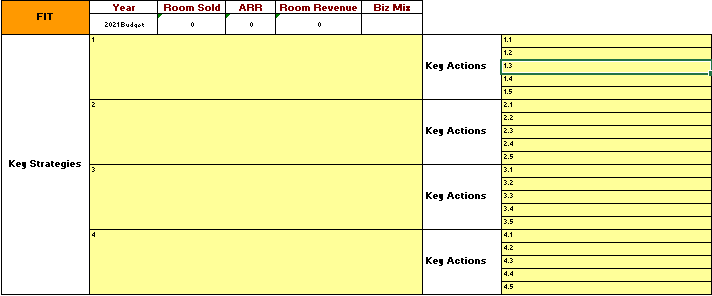 FIT Year Room Sold ARR Room Revenue Biz Mix
2021 Budget 0 0 0
Key Strategies
1 Key Actions
1.1
1.2
1.3
1.4
1.5
2 Key Actions
2.1
2.2
2.3
2.4
2.5
3 Key Actions
3.1
3.2
3.3
3.4
3.5
4 Key Actions
4.1
4.2
4.3
4.4
4.5